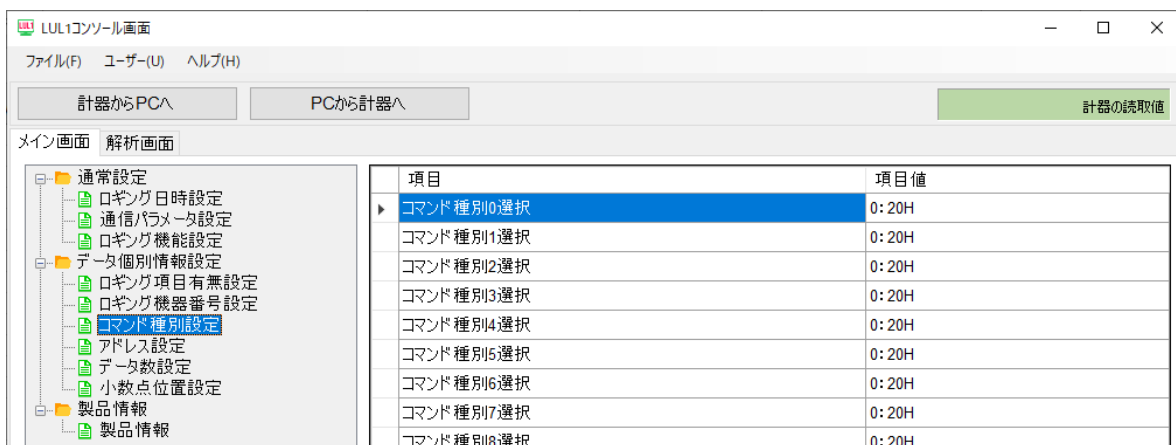 LUL1コンソール画面
ファイル(F) ユーザー(U) ヘルプ(H)
計器からPCへ PCから計器へ 計器の読取値
メイン画面 解析画面
通常設定
ロギング日時設定
通信パラメータ設定
ロギング機能設定
データ個別情報設定
ロギング項目有無設定
ロギング機器番号設定
コマンド種別設定
アドレス設定
データ数設定
小数点位置設定
製品情報
製品情報
項目 項目値
コマンド種別0選択 0:20H
コマンド種別1選択 0:20H
コマンド種別2選択 0:20H
コマンド種別3選択 0:20H
コマンド種別4選択 0:20H
コマンド種別5選択 0:20H
コマンド種別6選択 0:20H
コマンド種別7選択 0:20H
コマンド種別8選択 0:20H